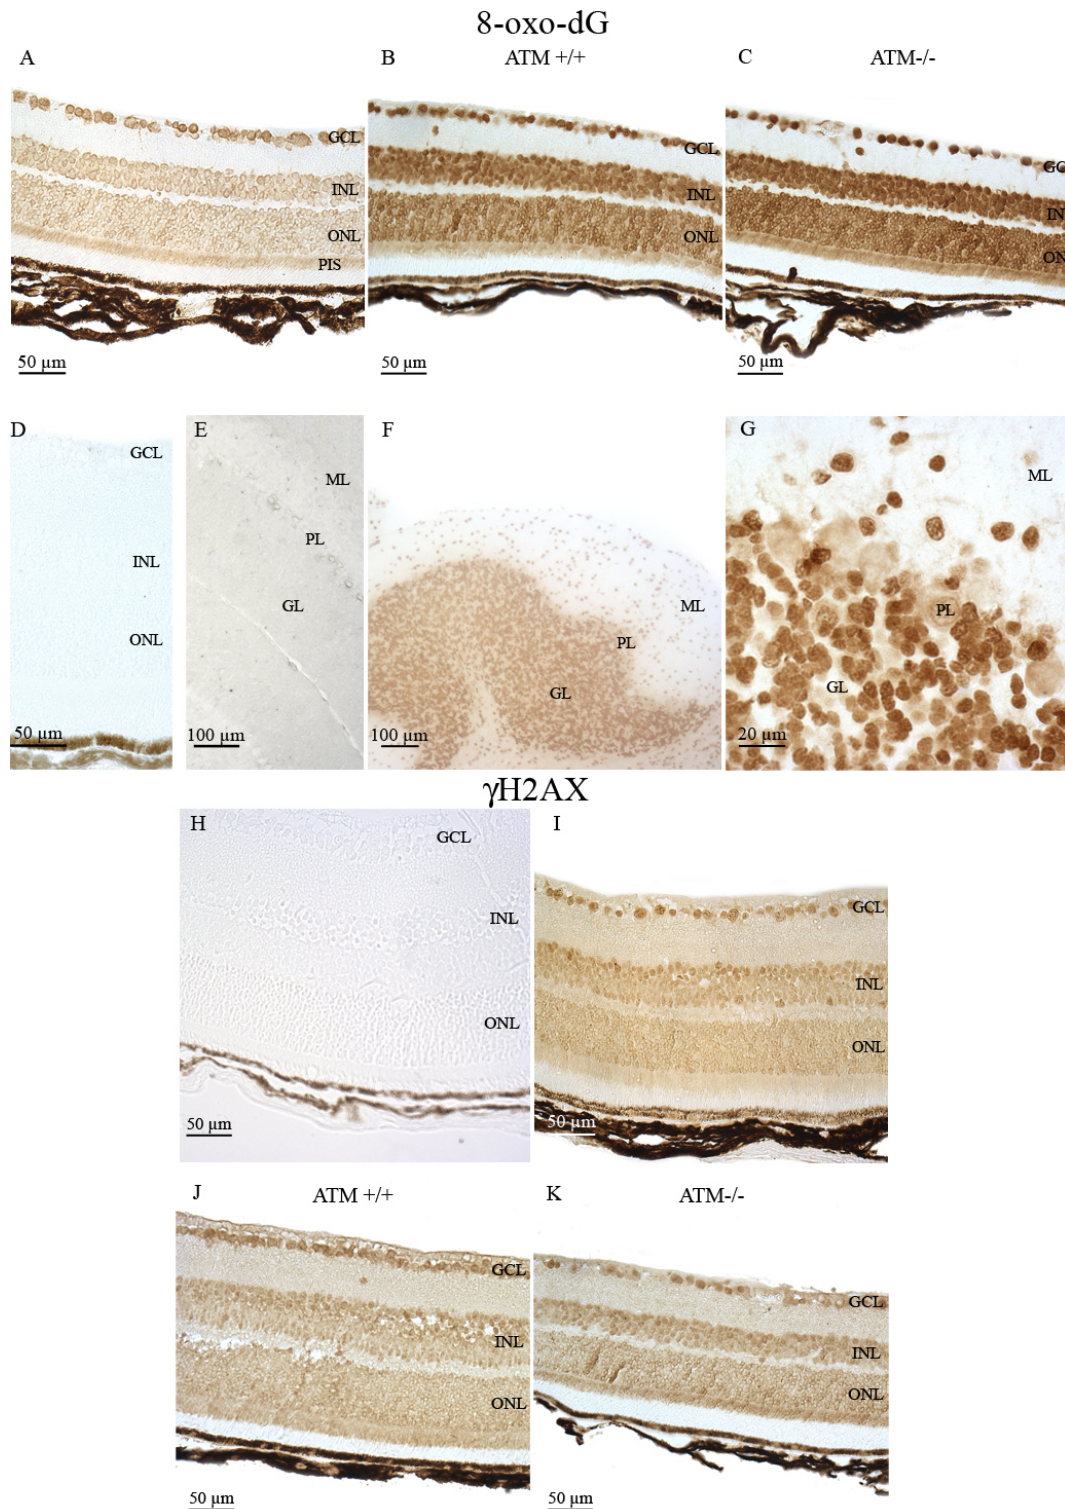 8-oxo-dG
A
B ATM +/+
C ATM-/-
GCL
INL
ONL
PIS
50 µm
GCL
INL
ONL
50 µm
GC
IN
ON
50 µm
D
GCL
INL
ONL
50 µm
E
ML
PL
GL
100 µm
F
ML
PL
GL
100 µm
G
ML
PL
GL
20 µm
γH2AX
H
GCL
INL
ONL
50 µm
I
GCL
INL
ONL
50 µm
J ATM +/+
GCL
INL
ONL
50 µm
K ATM-/-
GCL
INL
ONL
50 µm